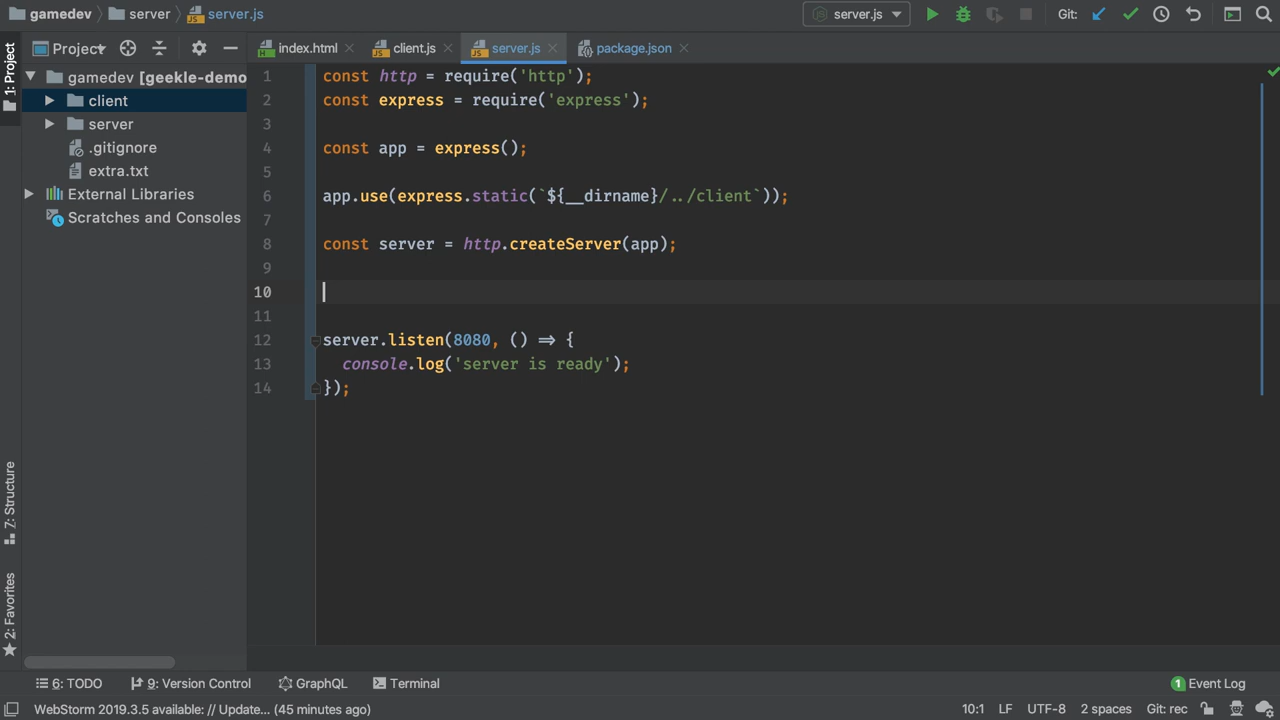 gamedev server server.js server.js Git:
1: Project
Project
index.html client.js server.js package.json
gamedev [geekle-demo
client
server
.gitignore
extra.txt
External Libraries
Scratches and Consoles
1 const http = require('http');
2 const express = require('express');
3
4 const app = express();
5
6 app.use(express.static(`${__dirname}/../client`));
7
8 const server = http.createServer(app);
9
10
11
12 server.listen(8080, () => {
13 console.log('server is ready');
14 });
7: Structure
2: Favorites
6: TODO 9: Version Control GraphQL Terminal 1 Event Log
WebStorm 2019.3.5 available: // Update... (45 minutes ago) 10:1 LF UTF-8 2 spaces Git: rec